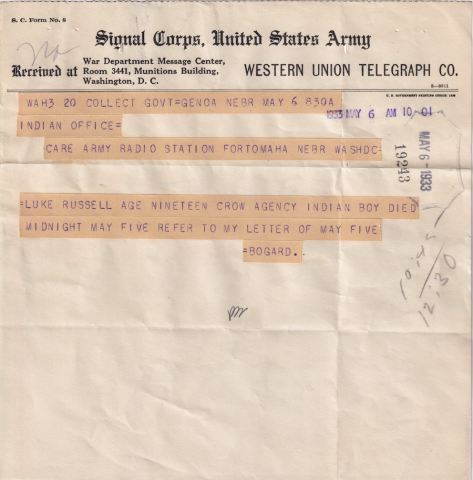 S. C. Form No. 8
Signal Corps, United States Army
Received at
War Department Message Center,
Room 3441, Munitions Building,
Washington, D. C.
WESTERN UNION TELEGRAPH CO.
WAH3 20 COLLECT GOVT=GENOA NEBR MAY 6 830A
1933 MAY 6 AM 10 01
INDIAN OFFICE=
CARE ARMY RADIO STATION FORTOMAHA NEBR WASHDC=
MAY 6-1933
19243
=LUKE RUSSELL AGE NINETEEN CROW AGENCY INDIAN BOY DIED
MIDNIGHT MAY FIVE REFER TO MY LETTER OF MAY FIVE
=BOGARD.
12:30